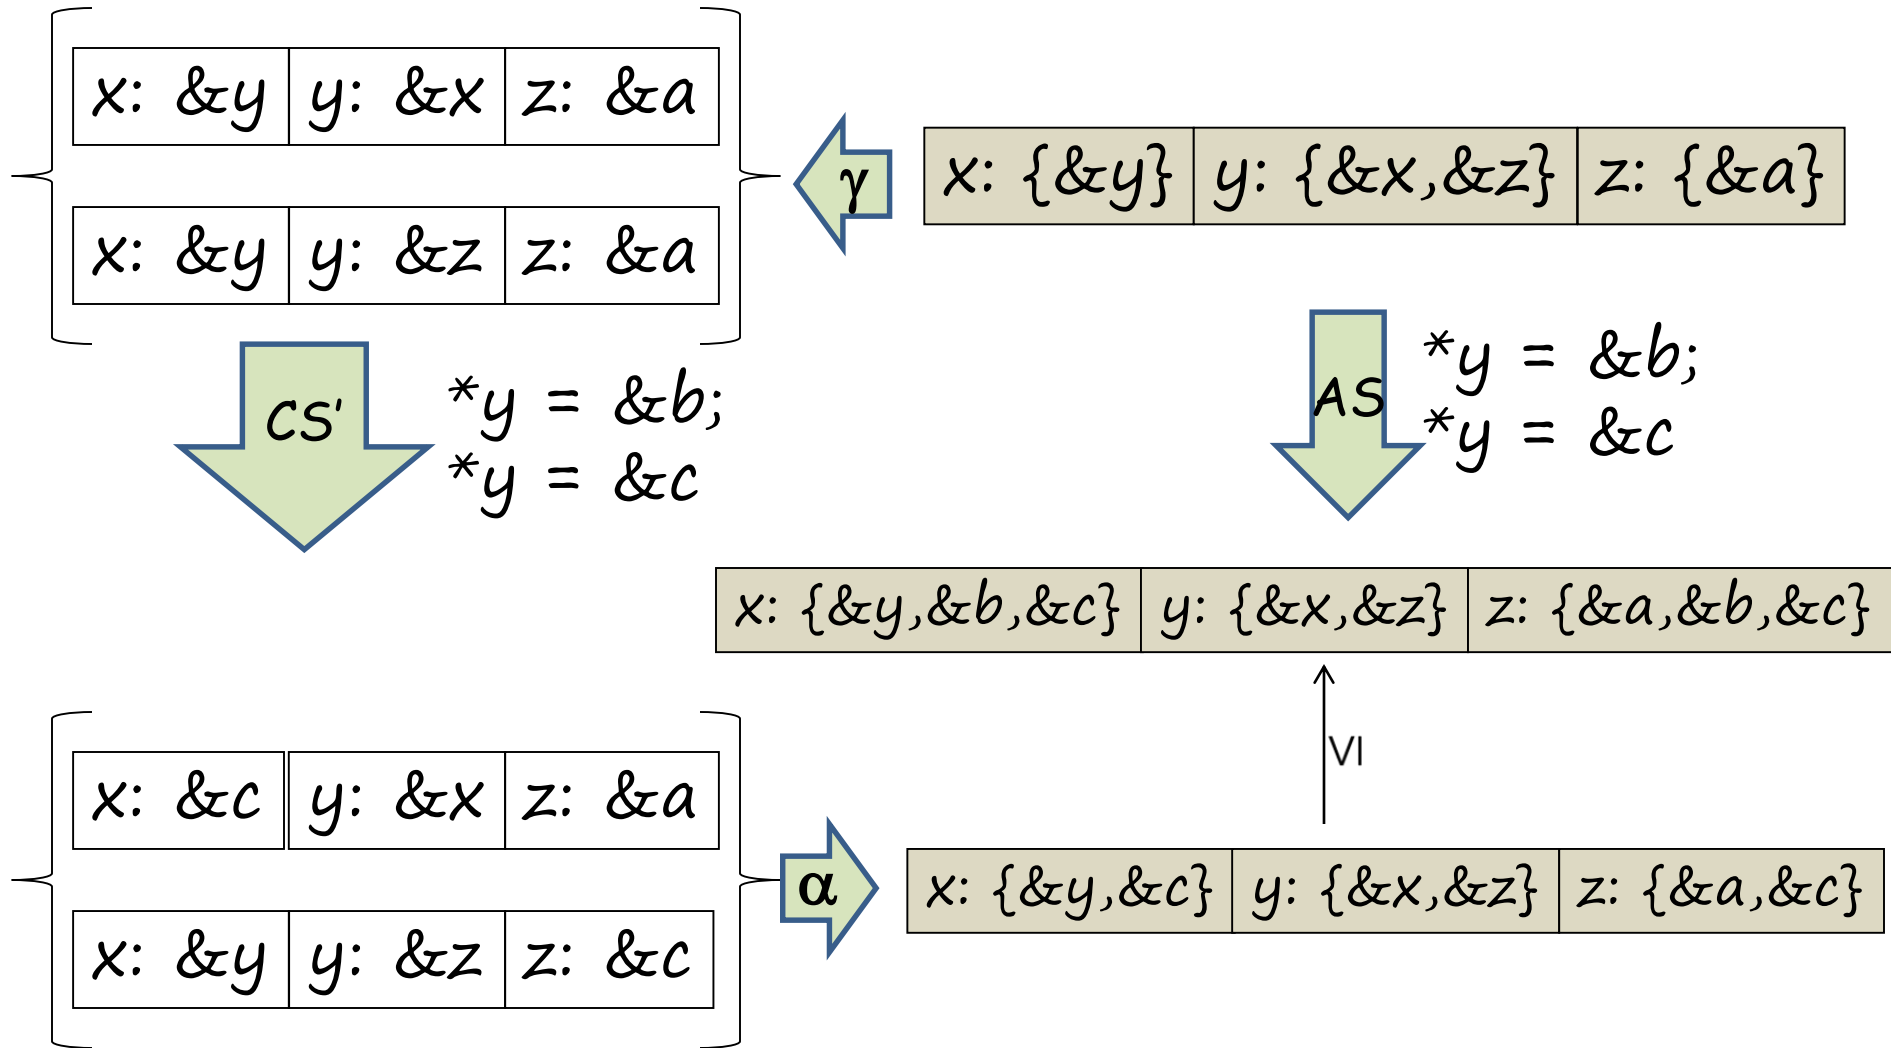 x: &y y: &x z: &a
x: &y y: &z z: &a
γ
x: {&y} y: {&x,&z} z: {&a}
CS'
*y = &b;
*y = &c
AS
*y = &b;
*y = &c
x: {&y,&b,&c} y: {&x,&z} z: {&a,&b,&c}
VI
x: &c y: &x z: &a
x: &y y: &z z: &c
α
x: {&y,&c} y: {&x,&z} z: {&a,&c}